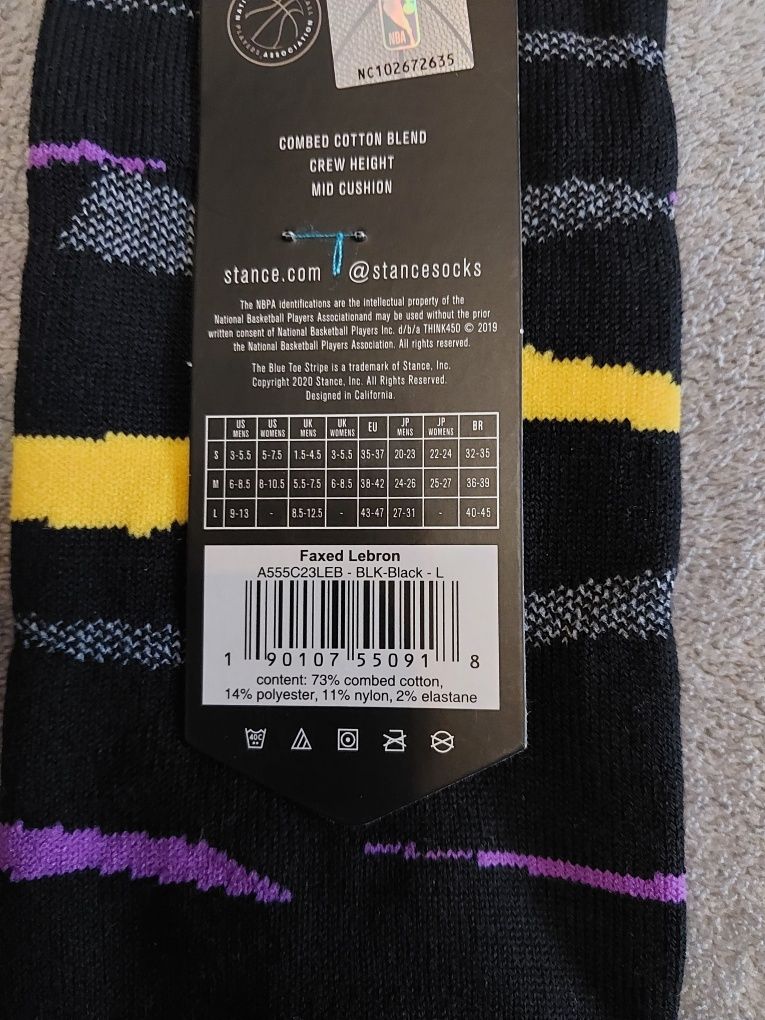 PLAYERS ASSOCIATION
NBA
NC102672635
COMBED COTTON BLEND
CREW HEIGHT
MID CUSHION
stance.com @stancesocks
The NBPA identifications are the intellectual property of the
National Basketball Players Associationand may be used without the prior
written consent of National Basketball Players Inc. d/b/a THINK450 © 2019
the National Basketball Players Association. All rights reserved.
The Blue Toe Stripe is a trademark of Stance, Inc.
Copyright 2020 Stance, Inc. All Rights Reserved.
Designed in California.
US MENS US WOMENS UK MENS UK WOMENS EU JP MENS JP WOMENS BR
S 3-5.5 5-7.5 1.5-4.5 3-5.5 35-37 20-23 22-24 32-35
M 6-8.5 8-10.5 5.5-7.5 6-8.5 38-42 24-26 25-27 36-39
L 9-13 - 8.5-12.5 - 43-47 27-31 - 40-45
Faxed Lebron
A555C23LEB - BLK-Black - L
1 90107 55091 8
content: 73% combed cotton,
14% polyester, 11% nylon, 2% elastane
40C